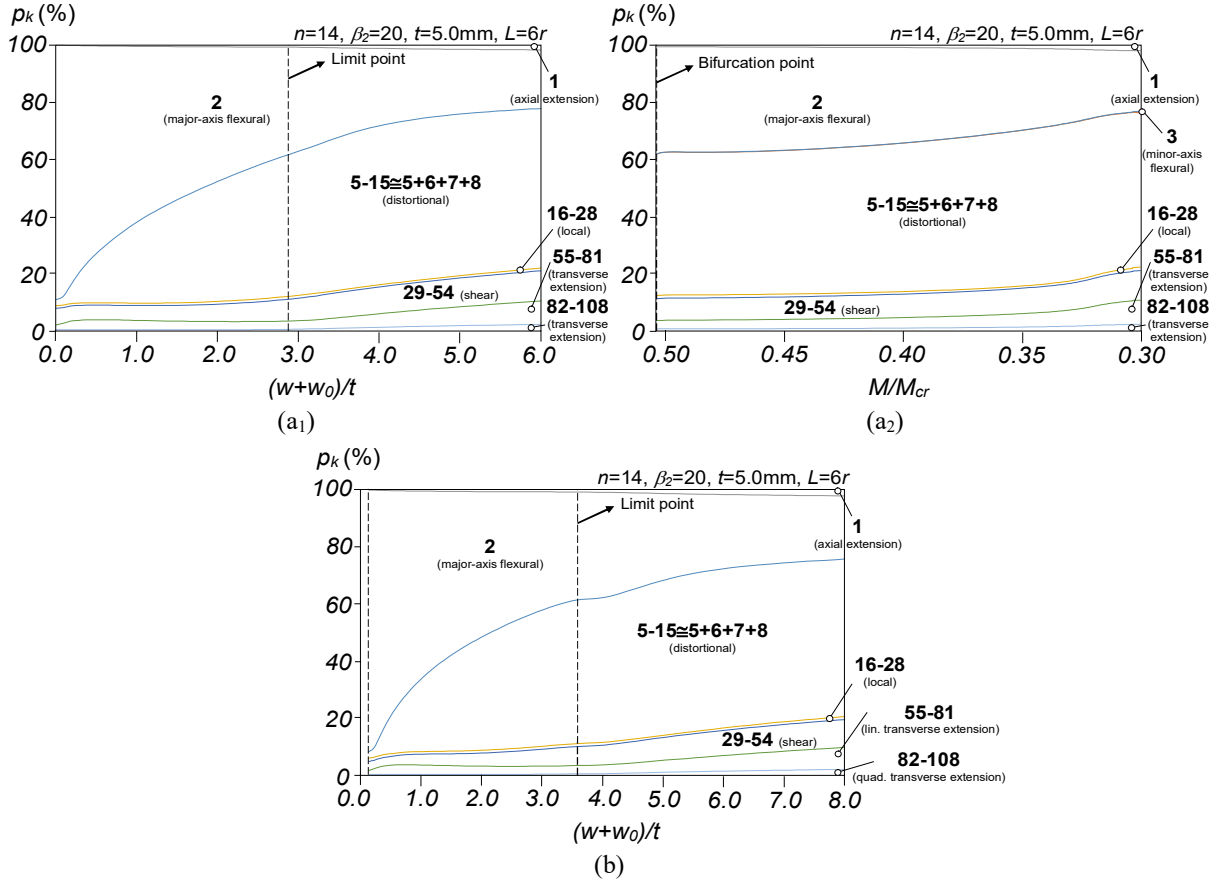 pk (%)
n=14, β2=20, t=5.0mm, L=6r
100
80
60
40
20
0
Limit point
1
(axial extension)
2
(major-axis flexural)
5-15≅5+6+7+8
(distortional)
16-28
(local)
55-81
(transverse
extension)
29-54 (shear)
82-108
(transverse
extension)
0.0 1.0 2.0 3.0 4.0 5.0 6.0
(w+w0)/t
(a1)
pk (%)
n=14, β2=20, t=5.0mm, L=6r
100
80
60
40
20
0
Bifurcation point
1
(axial extension)
2
(major-axis flexural)
3
(minor-axis
flexural)
5-15≅5+6+7+8
(distortional)
16-28
(local)
55-81
(transverse
extension)
29-54 (shear)
82-108
(transverse
extension)
0.50 0.45 0.40 0.35 0.30
M/Mcr
(a2)
pk (%)
n=14, β2=20, t=5.0mm, L=6r
100
80
60
40
20
0
Limit point
1
(axial extension)
2
(major-axis flexural)
5-15≅5+6+7+8
(distortional)
16-28
(local)
55-81
(lin. transverse extension)
29-54 (shear)
82-108
(quad. transverse extension)
0.0 1.0 2.0 3.0 4.0 5.0 6.0 7.0 8.0
(w+w0)/t
(b)